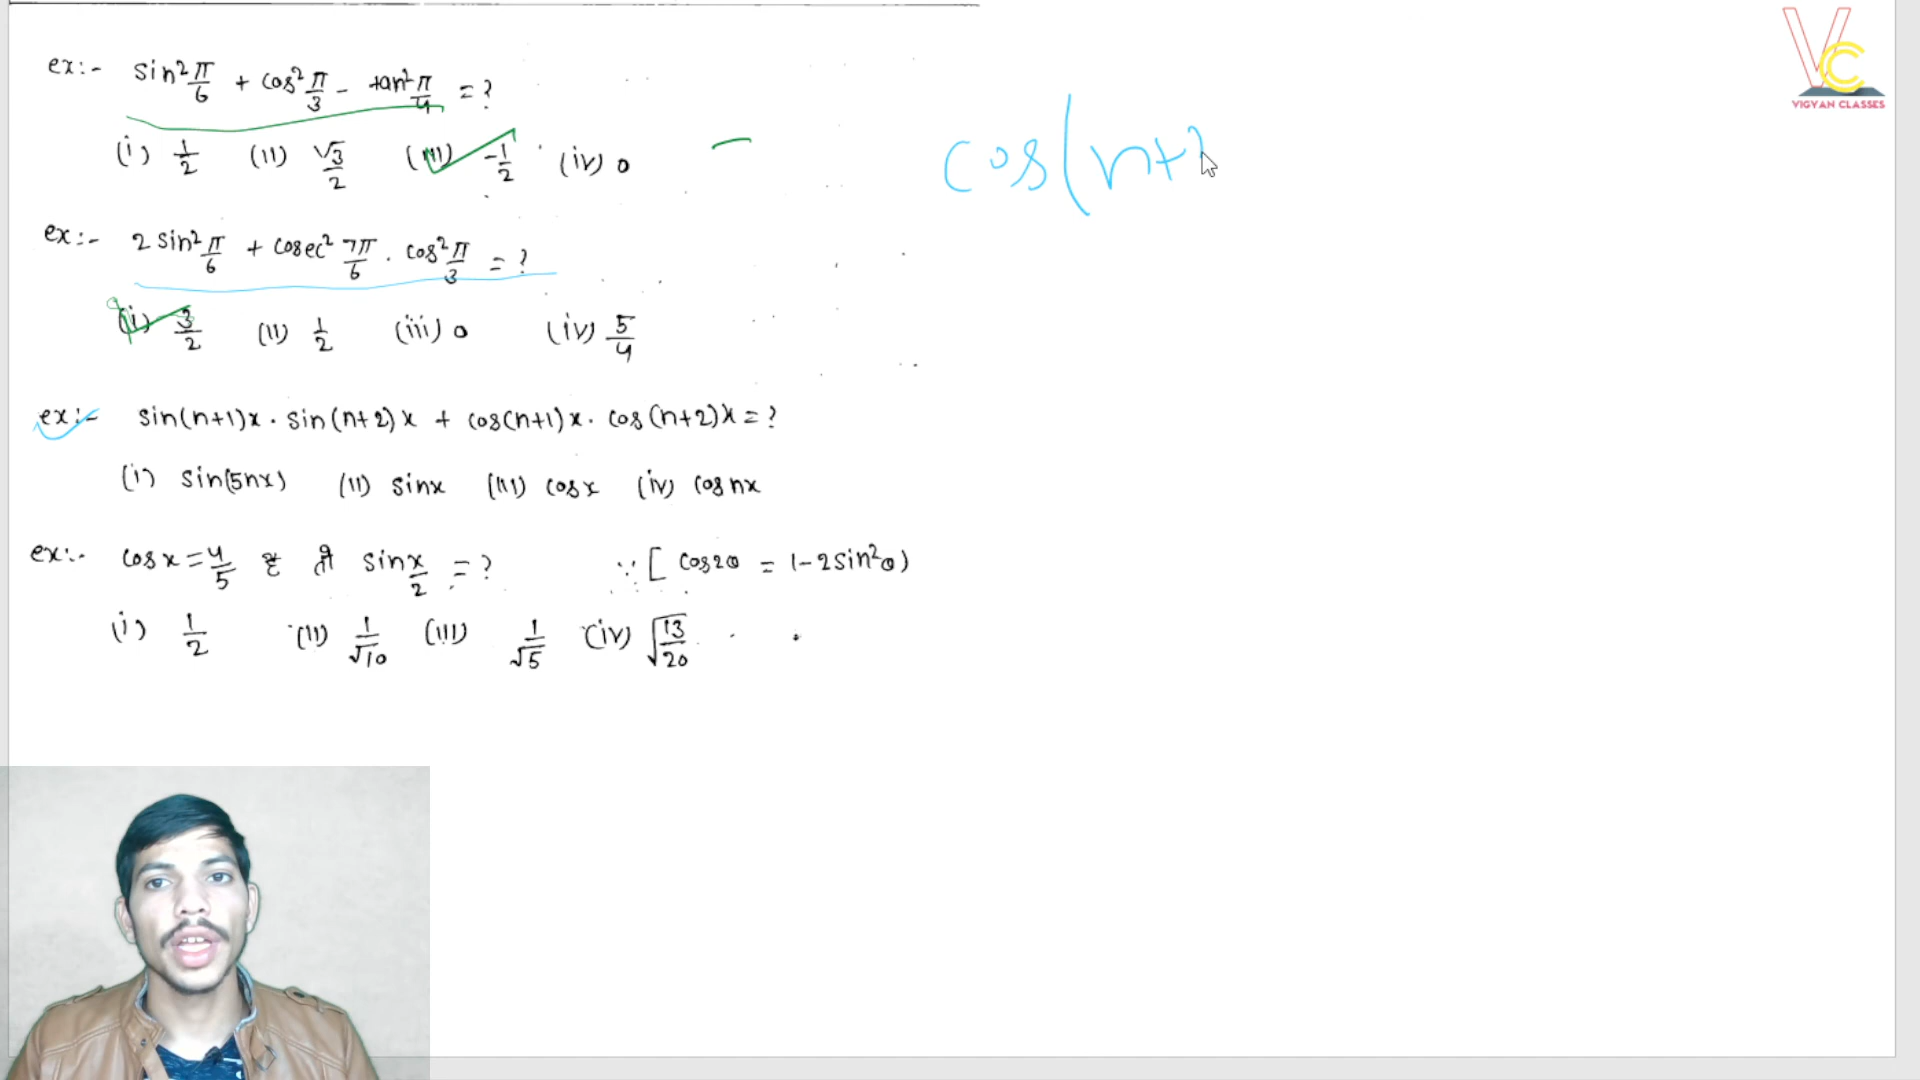 ex:- sin²π/6 + cos²π/3 - tan²π/4 = ?
(i) 1/2 (ii) √3/2 (iii) -1/2 (iv) 0
ex:- 2 sin²π/6 + cosec²7π/6 . cos²π/3 = ?
(i) 3/2 (ii) 1/2 (iii) 0 (iv) 5/4
ex:- sin(n+1)x . sin(n+2)x + cos(n+1)x . cos(n+2)x = ?
(i) sin(5nx) (ii) sinx (iii) cosx (iv) cosnx
ex:- cosx = 4/5 है तो sin x/2 = ? ∵ [ cos2θ = 1-2sin²θ)
(i) 1/2 (ii) 1/√10 (iii) 1/√5 (iv) √13/20
cos(n+2
VC
VIGYAN CLASSES